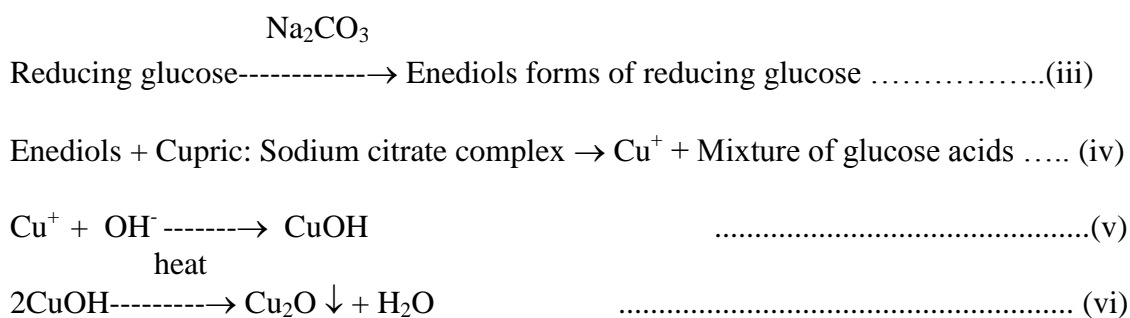 Na₂CO₃
Reducing glucose------------→ Enediols forms of reducing glucose ……………..(iii)
Enediols + Cupric: Sodium citrate complex → Cu⁺ + Mixture of glucose acids ….. (iv)
Cu⁺ + OH⁻ -------→ CuOH ..........................................(v)
heat
2CuOH---------→ Cu₂O ↓ + H₂O ...................................................... (vi)